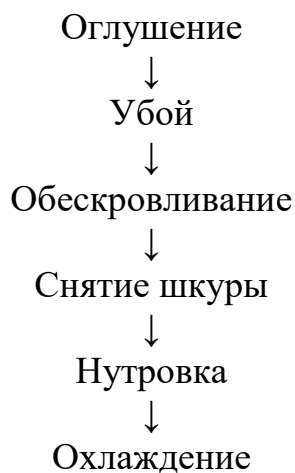 Оглушение
↓
Убой
↓
Обескровливание
↓
Снятие шкуры
↓
Нутровка
↓
Охлаждение